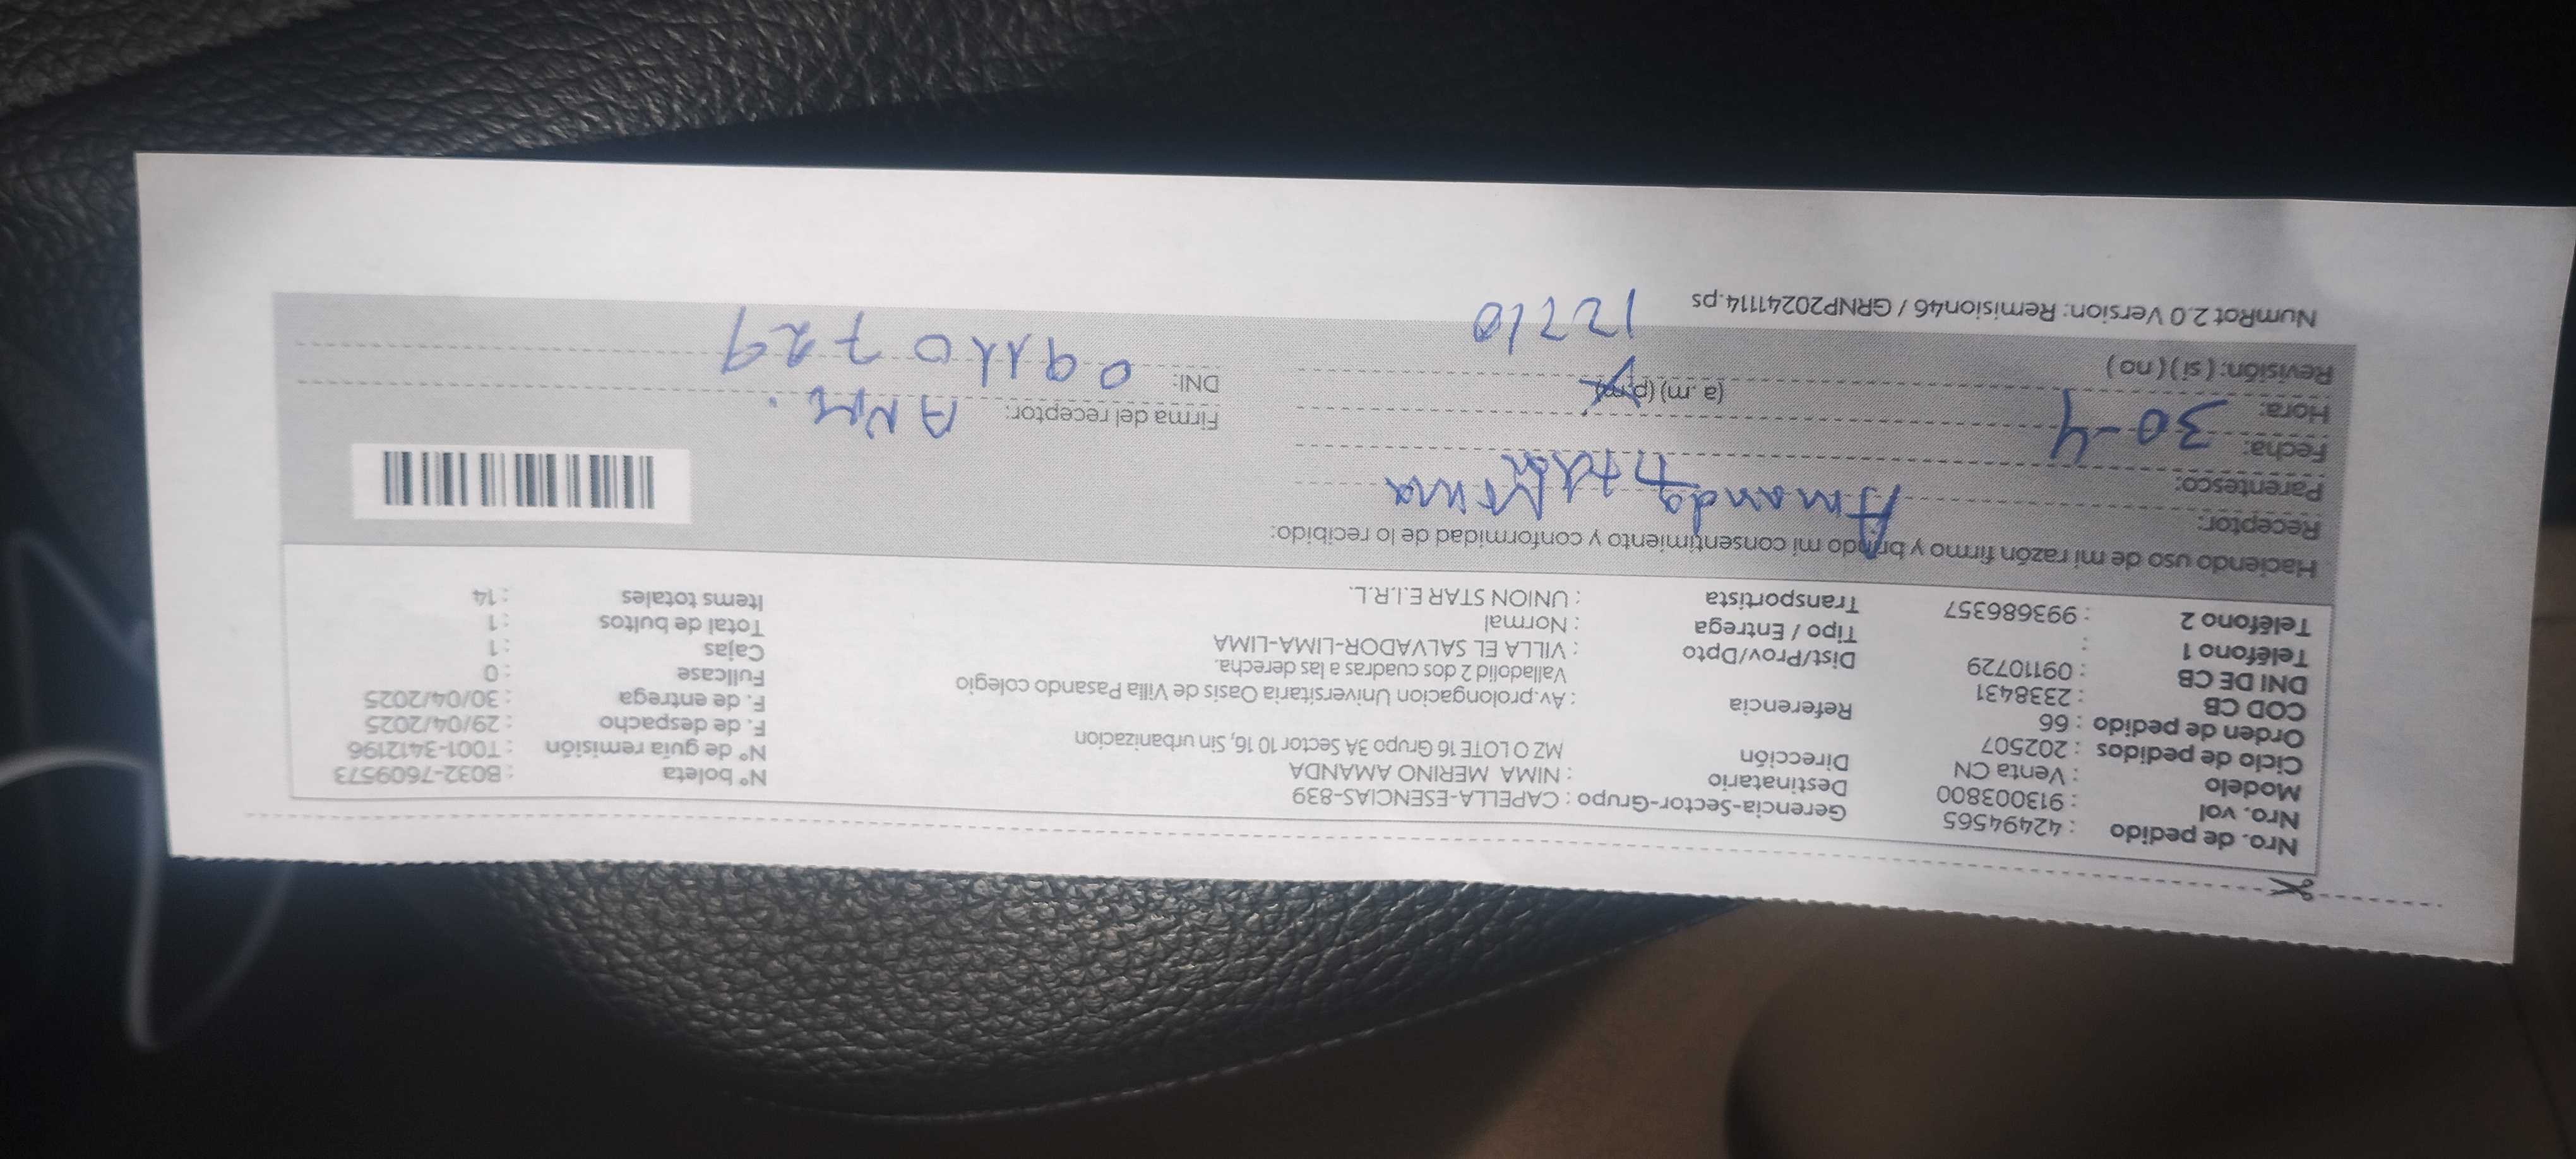 Nro. de pedido : 42494565 Gerencia-Sector-Grupo : CAPELLA-ESENCIAS-839 N° boleta : B032-7609573
Nro. vol : 913003800 Destinatario : NIMA MERINO AMANDA N° de guía remisión : T001-3412196
Modelo : Venta CN Dirección MZ O LOTE 16 Grupo 3A Sector 10 16, Sin urbanizacion F. de despacho : 29/04/2025
Ciclo de pedidos : 202507 F. de entrega : 30/04/2025
Orden de pedido : 66 Referencia : Av.prolongacion Universitaria Oasis de Villa Pasando colegio Fullcase : 0
COD CB : 2338431 Valladolid 2 dos cuadras a las derecha. Cajas : 1
DNI DE CB : 09110729 Dist/Prov/Dpto : VILLA EL SALVADOR-LIMA-LIMA Total de bultos : 1
Teléfono 1 : Tipo / Entrega : Normal Items totales : 14
Teléfono 2 : 993686357 Transportista : UNION STAR E.I.R.L.
Haciendo uso de mi razón firmo y brindo mi consentimiento y conformidad de lo recibido:
Receptor: Amanda Nima
Parentesco:
Fecha: 30-4 Firma del receptor:
Hora: (a .m) (p.m) DNI: 09110729
Revisión: ( si ) ( no ) 12210
NumRot 2.0 Version: Remision46 / GRNP20241114.ps